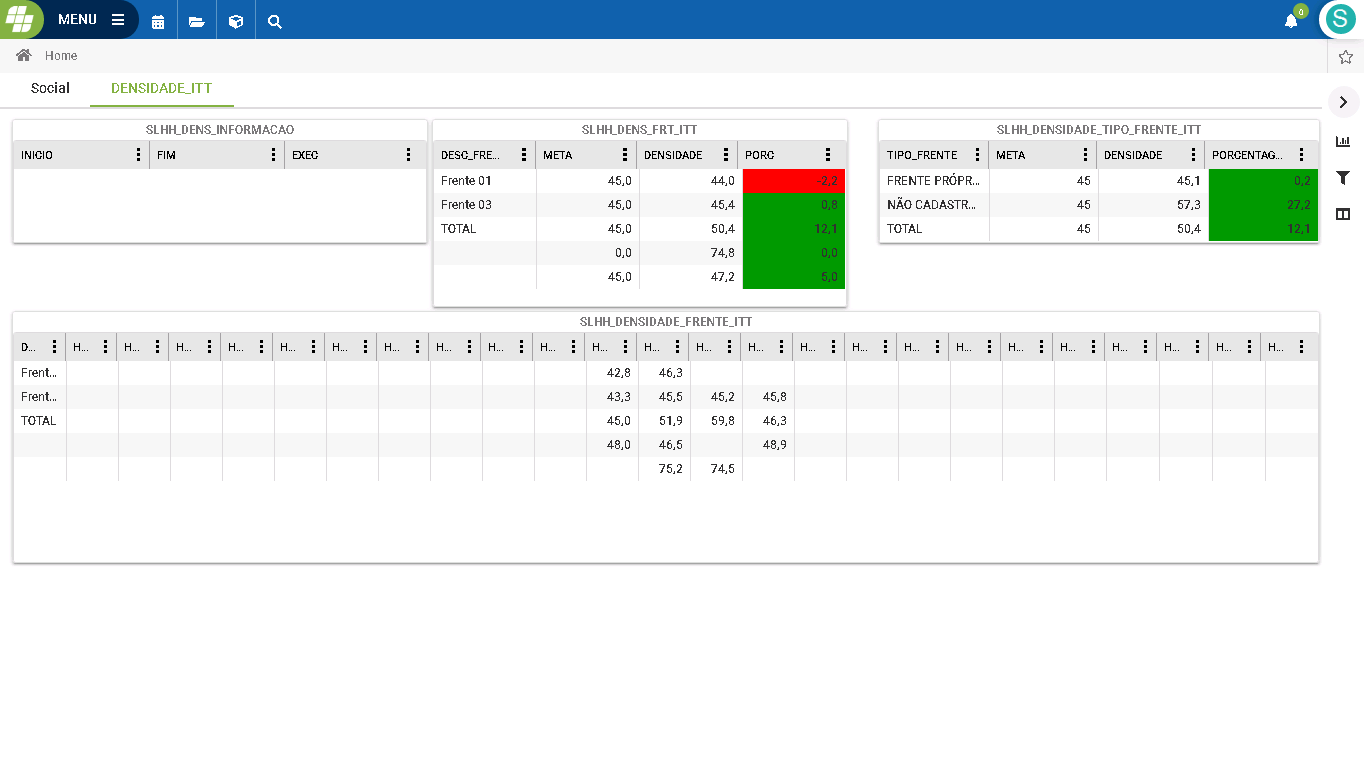 MENU
0
S
Home
Social
DENSIDADE_ITT
SLHH_DENS_INFORMACAO
INICIO FIM EXEC
SLHH_DENS_FRT_ITT
DESC_FRE... META DENSIDADE PORC
Frente 01 45,0 44,0 -2,2
Frente 03 45,0 45,4 0,8
TOTAL 45,0 50,4 12,1
0,0 74,8 0,0
45,0 47,2 5,0
SLHH_DENSIDADE_TIPO_FRENTE_ITT
TIPO_FRENTE META DENSIDADE PORCENTAG...
FRENTE PRÓPR... 45 45,1 0,2
NÃO CADASTR... 45 57,3 27,2
TOTAL 45 50,4 12,1
SLHH_DENSIDADE_FRENTE_ITT
D... H... H... H... H... H... H... H... H... H... H... H... H... H... H... H... H... H... H... H... H... H... H... H... H...
Frent... 42,8 46,3
Frent... 43,3 45,5 45,2 45,8
TOTAL 45,0 51,9 59,8 46,3
48,0 46,5 48,9
75,2 74,5